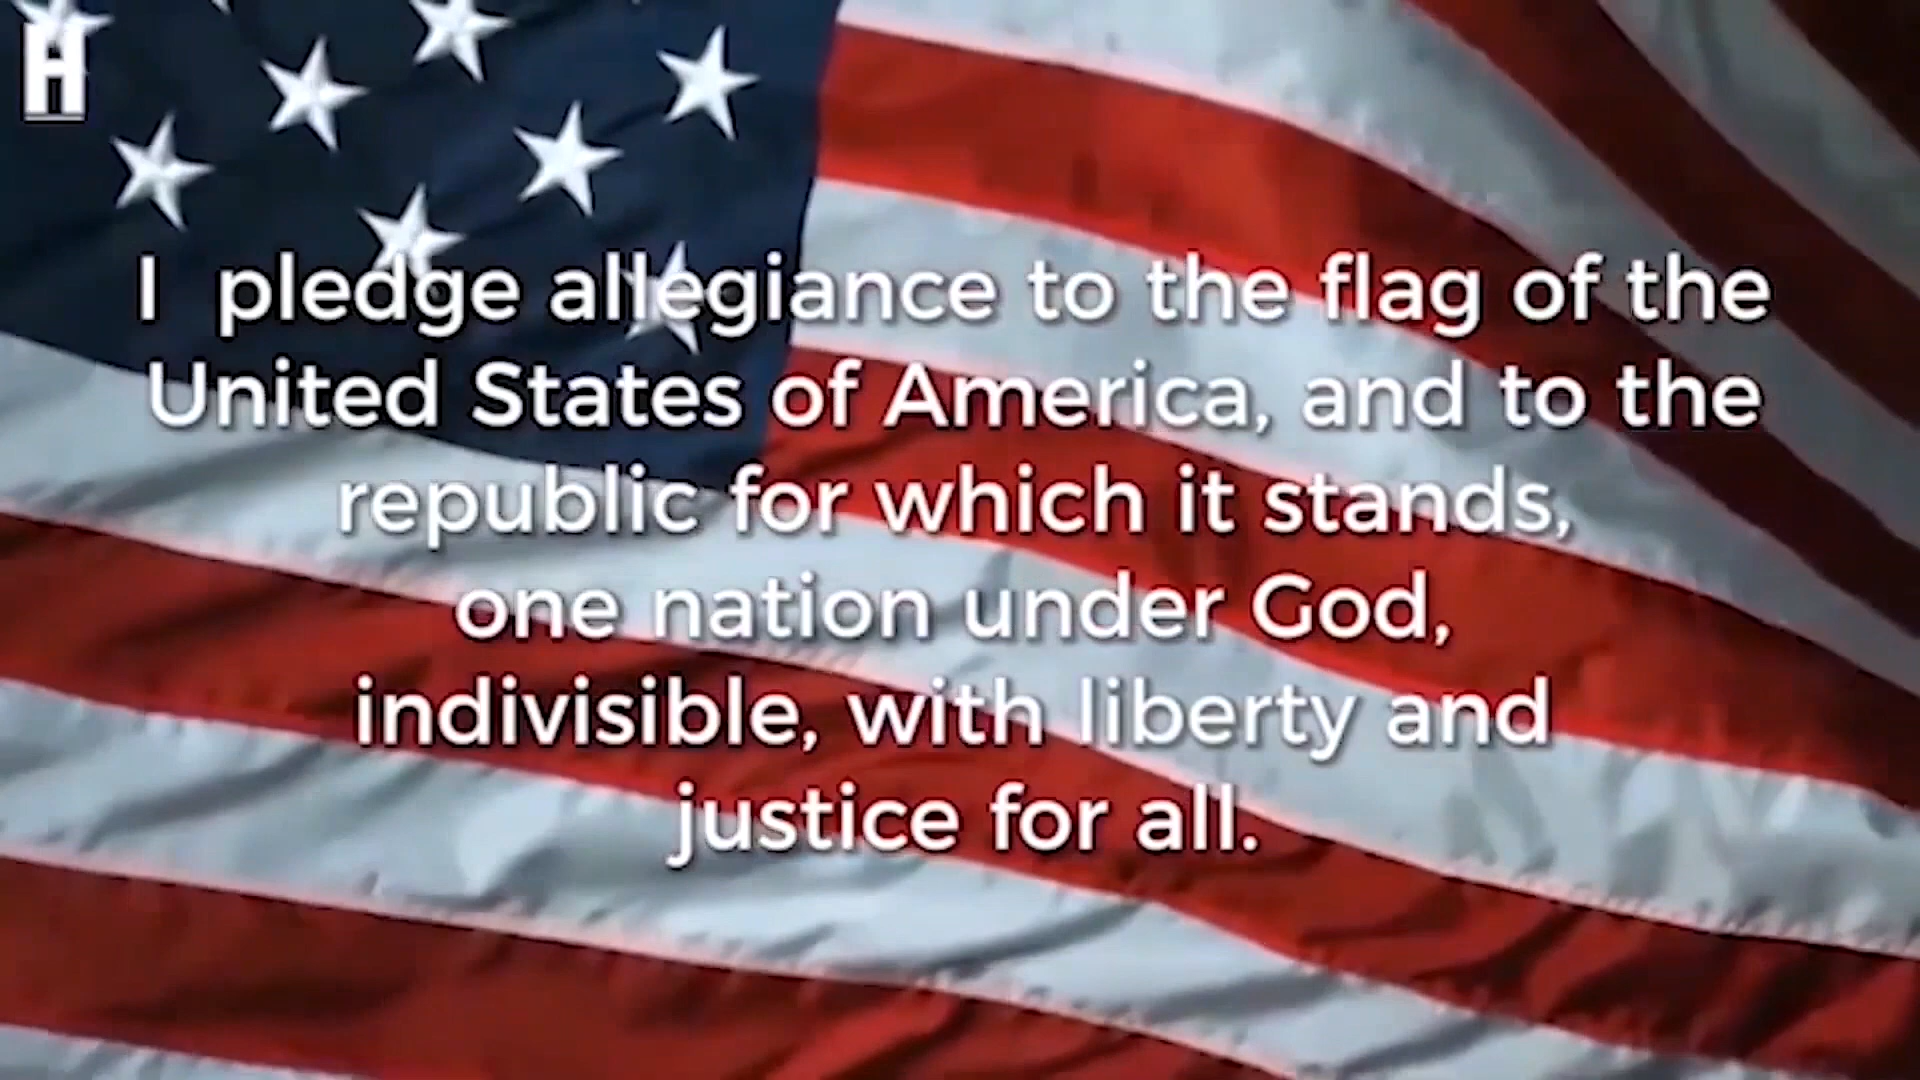 H
I pledge allegiance to the flag of the
United States of America, and to the
republic for which it stands,
one nation under God,
indivisible, with liberty and
justice for all.